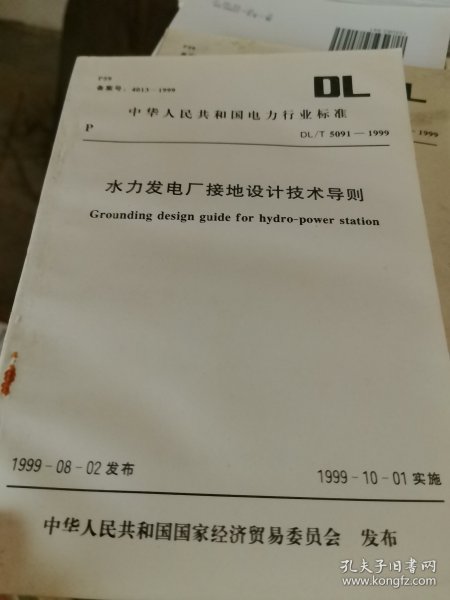 P59
备案号：4013—1999
DL
中华人民共和国电力行业标准
P
DL/T 5091—1999
水力发电厂接地设计技术导则
Grounding design guide for hydro-power station
1999-08-02 发布
1999-10-01 实施
中华人民共和国国家经济贸易委员会 发布
孔夫子旧书网
www.kongfz.com